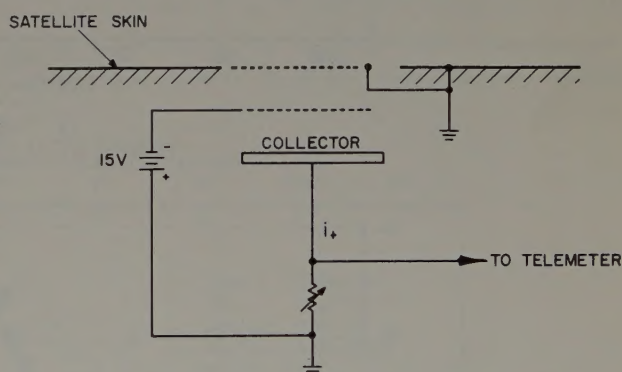 SATELLITE SKIN
COLLECTOR
15V
-
+
i+
TO TELEMETER